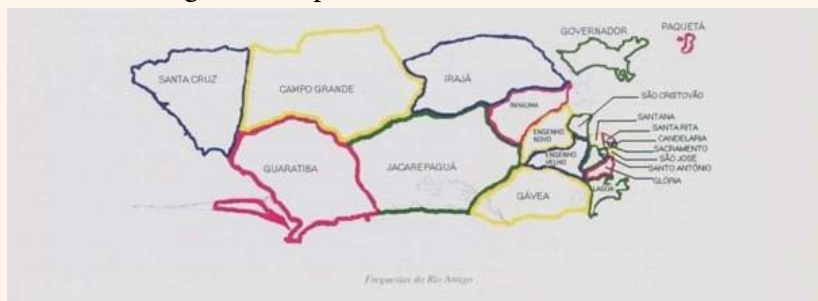 GOVERNADOR
PAQUETÁ
SANTA CRUZ
CAMPO GRANDE
IRAJÁ
SÃO CRISTOVÃO
INHAÚMA
SANTANA
SANTA RITA
ENGENHO
NOVO
CANDELARIA
SACRAMENTO
ENGENHO
VELHO
SÃO JOSÉ
SANTO ANTÔNIO
GUARATIBA
JACAREPAGUÁ
GLÓRIA
LAGOA
GÁVEA
Freguesias do Rio Antigo